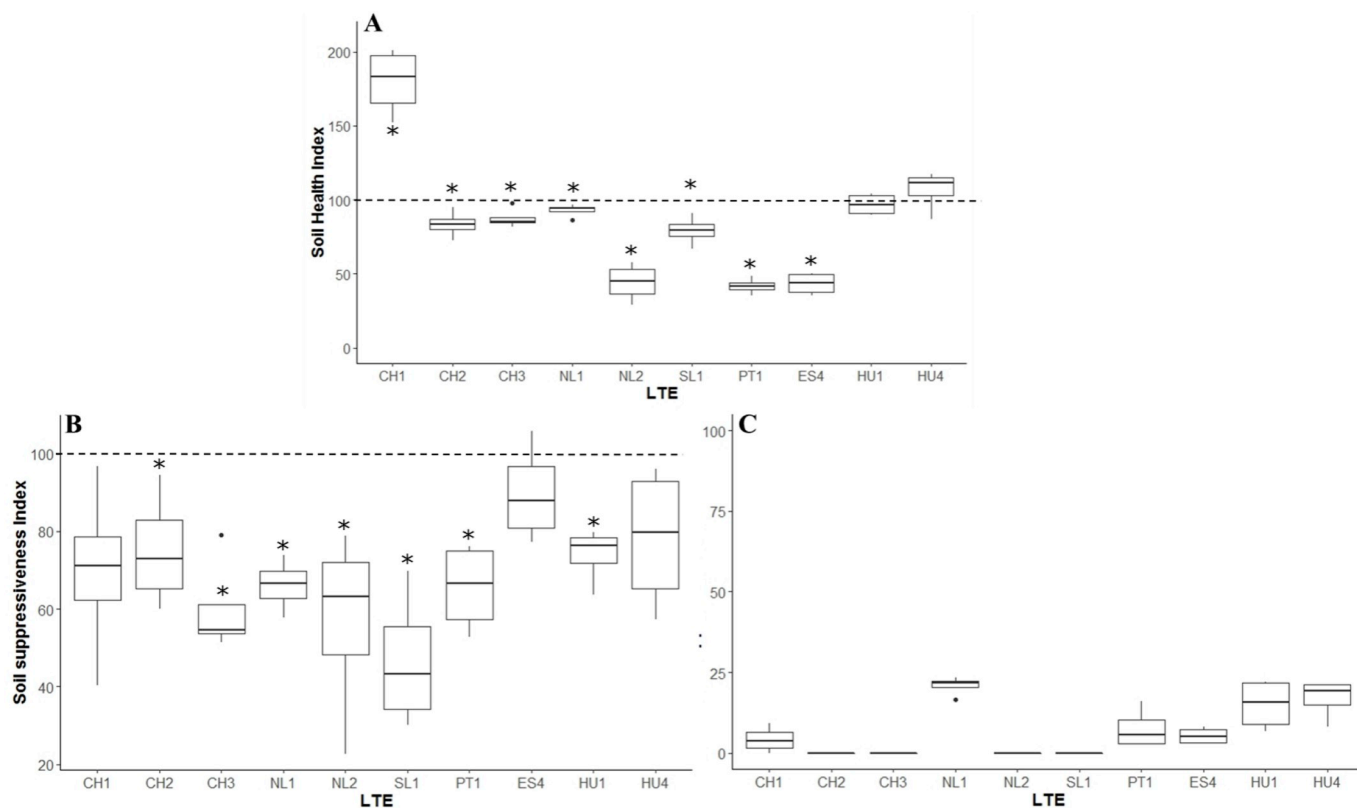 A
Soil Health Index
200
150
100
50
0
CH1 CH2 CH3 NL1 NL2 SL1 PT1 ES4 HU1 HU4
LTE
* * * * * * * *
B
Soil suppressiveness Index
100
80
60
40
20
CH1 CH2 CH3 NL1 NL2 SL1 PT1 ES4 HU1 HU4
LTE
* * * * * * *
C
100
75
50
25
0
CH1 CH2 CH3 NL1 NL2 SL1 PT1 ES4 HU1 HU4
LTE